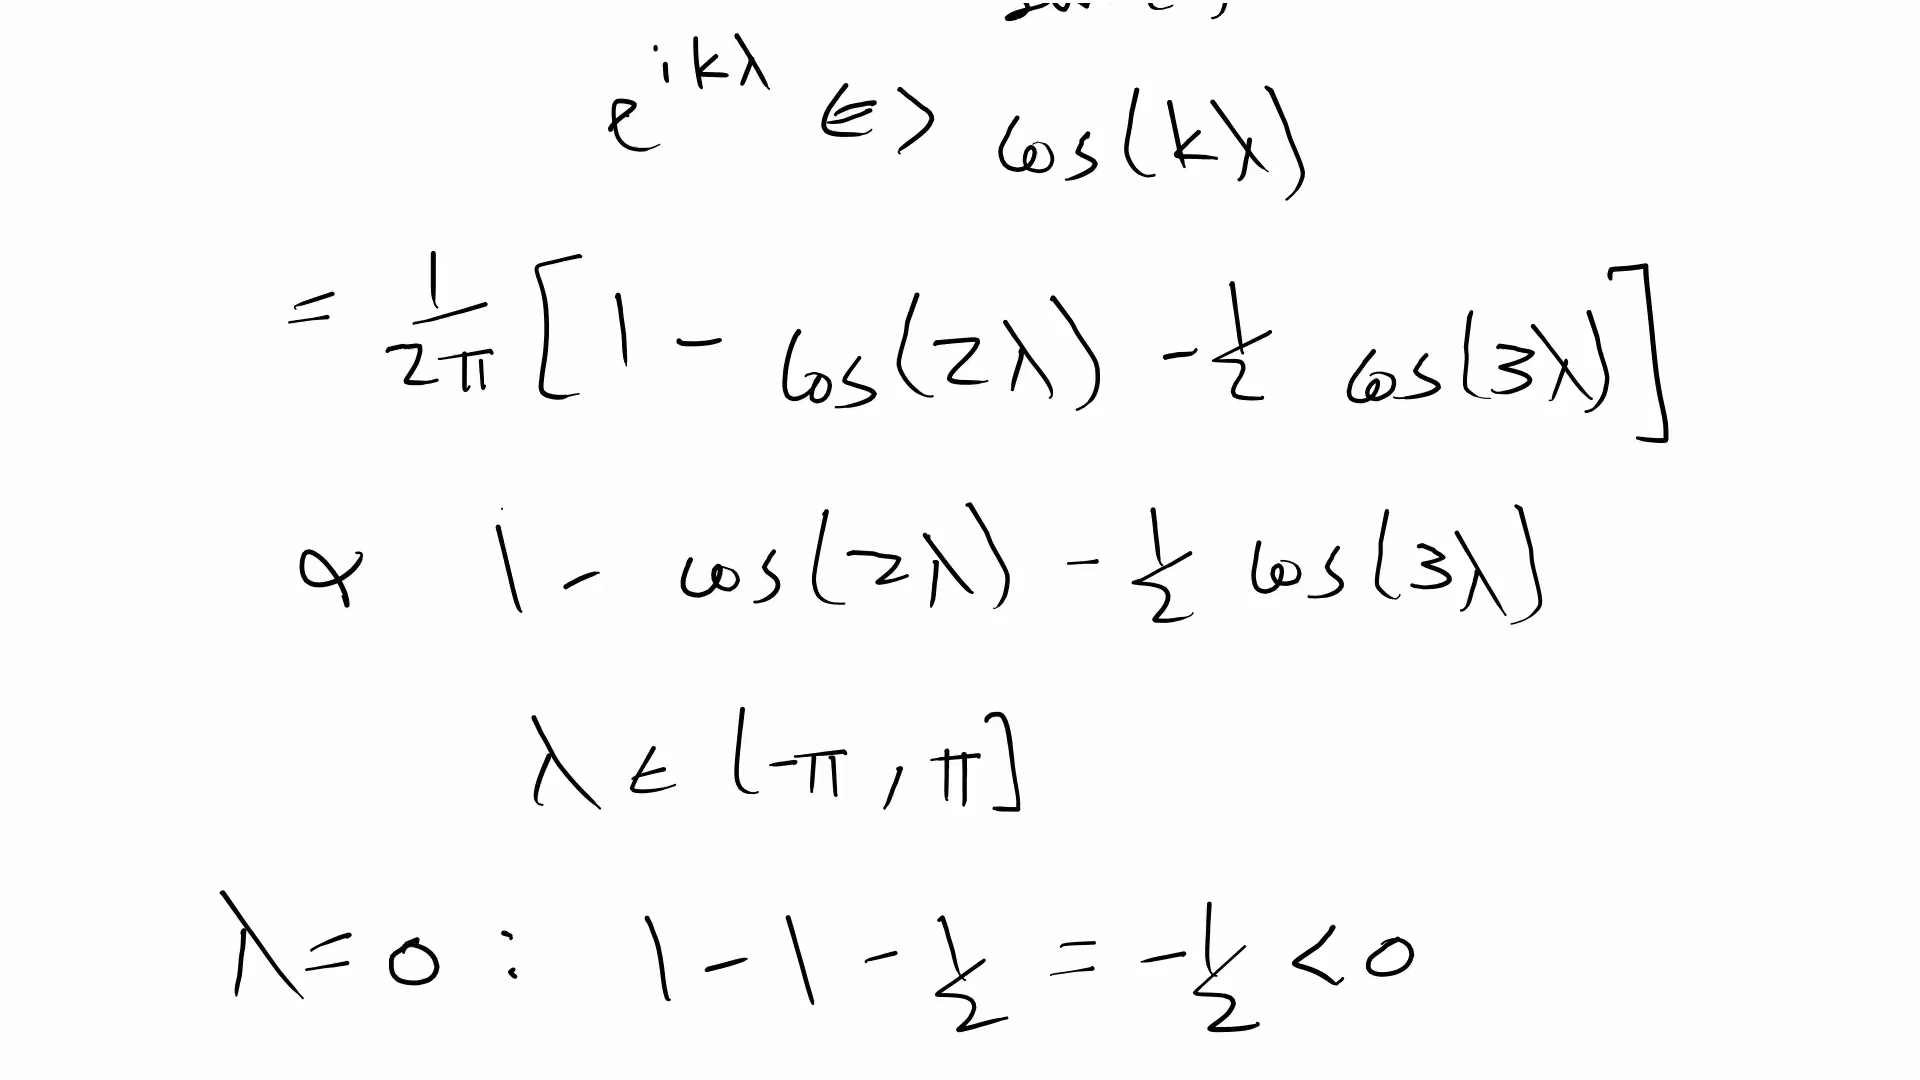 e^{ikλ} <=> cos(kλ)
= 1/2π [1 - cos(2λ) - 1/2 cos(3λ)]
∝ 1 - cos(2λ) - 1/2 cos(3λ)
λ ∈ (-π, π]
λ = 0 : 1 - 1 - 1/2 = -1/2 < 0